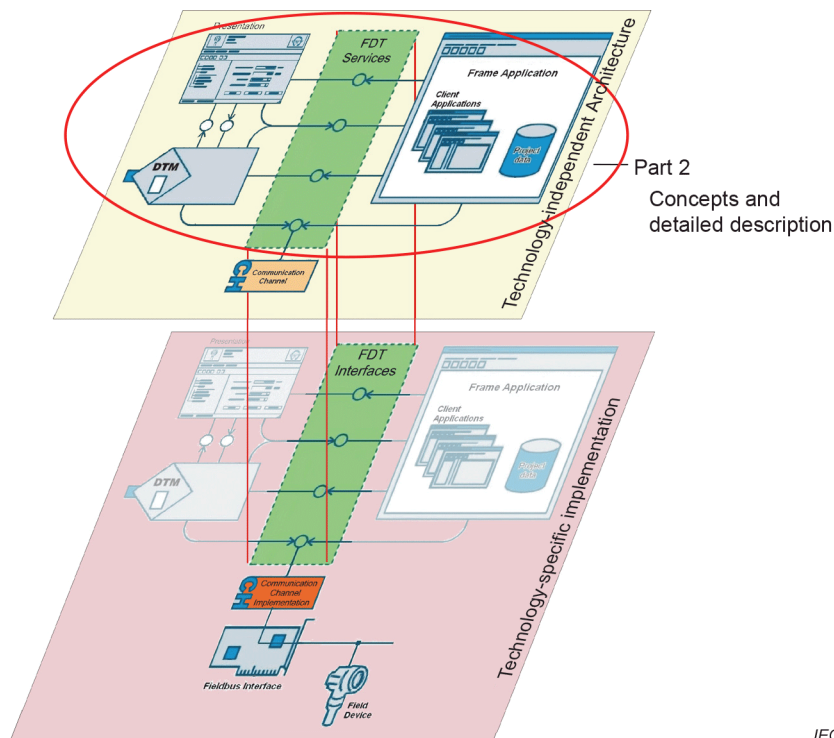 Presentation
FDT
Services
Frame Application
Client
Applications
Project
data
DTM
CH
Communication
Channel
Technology-independent Architecture
Part 2
Concepts and
detailed description
Presentation
FDT
Interfaces
Frame Application
Client
Applications
Project
data
DTM
CH
Communication
Channel
Implementation
Fieldbus Interface
Field
Device
Technology-specific implementation
IEC